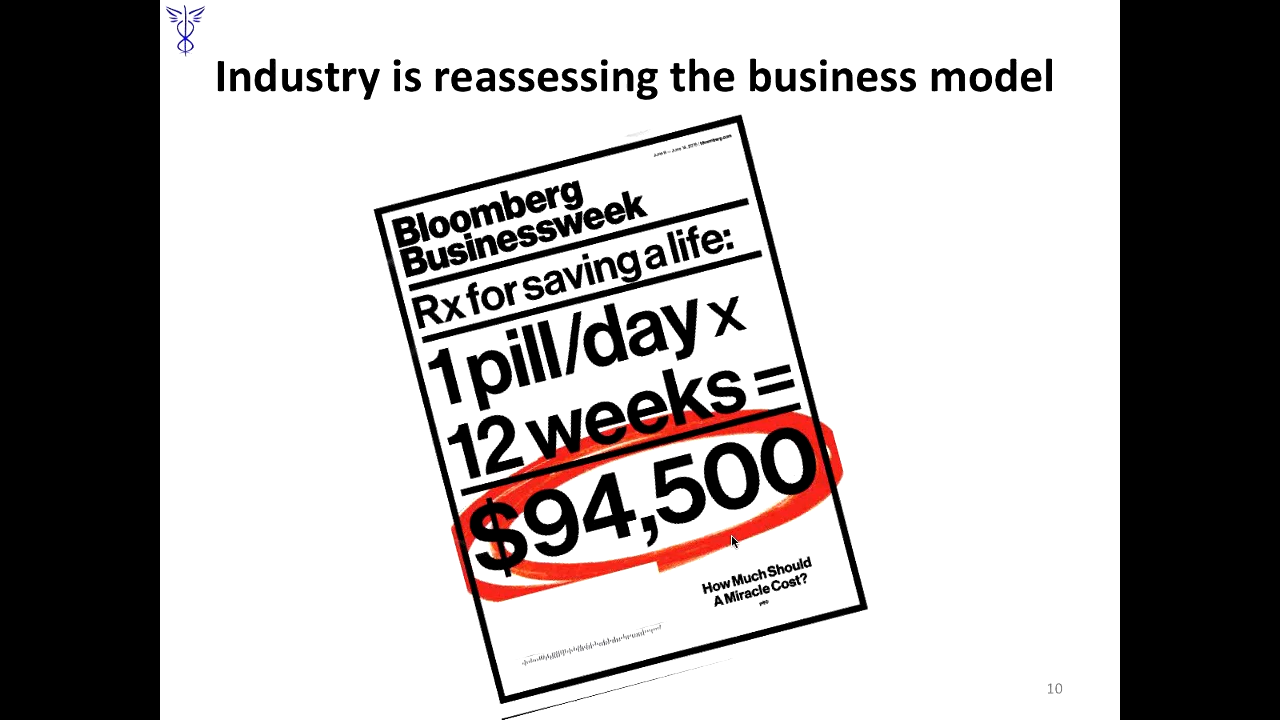 Industry is reassessing the business model
Bloomberg
Businessweek
Rx for saving a life:
1 pill/day x
12 weeks =
$94,500
How Much Should
A Miracle Cost?
10